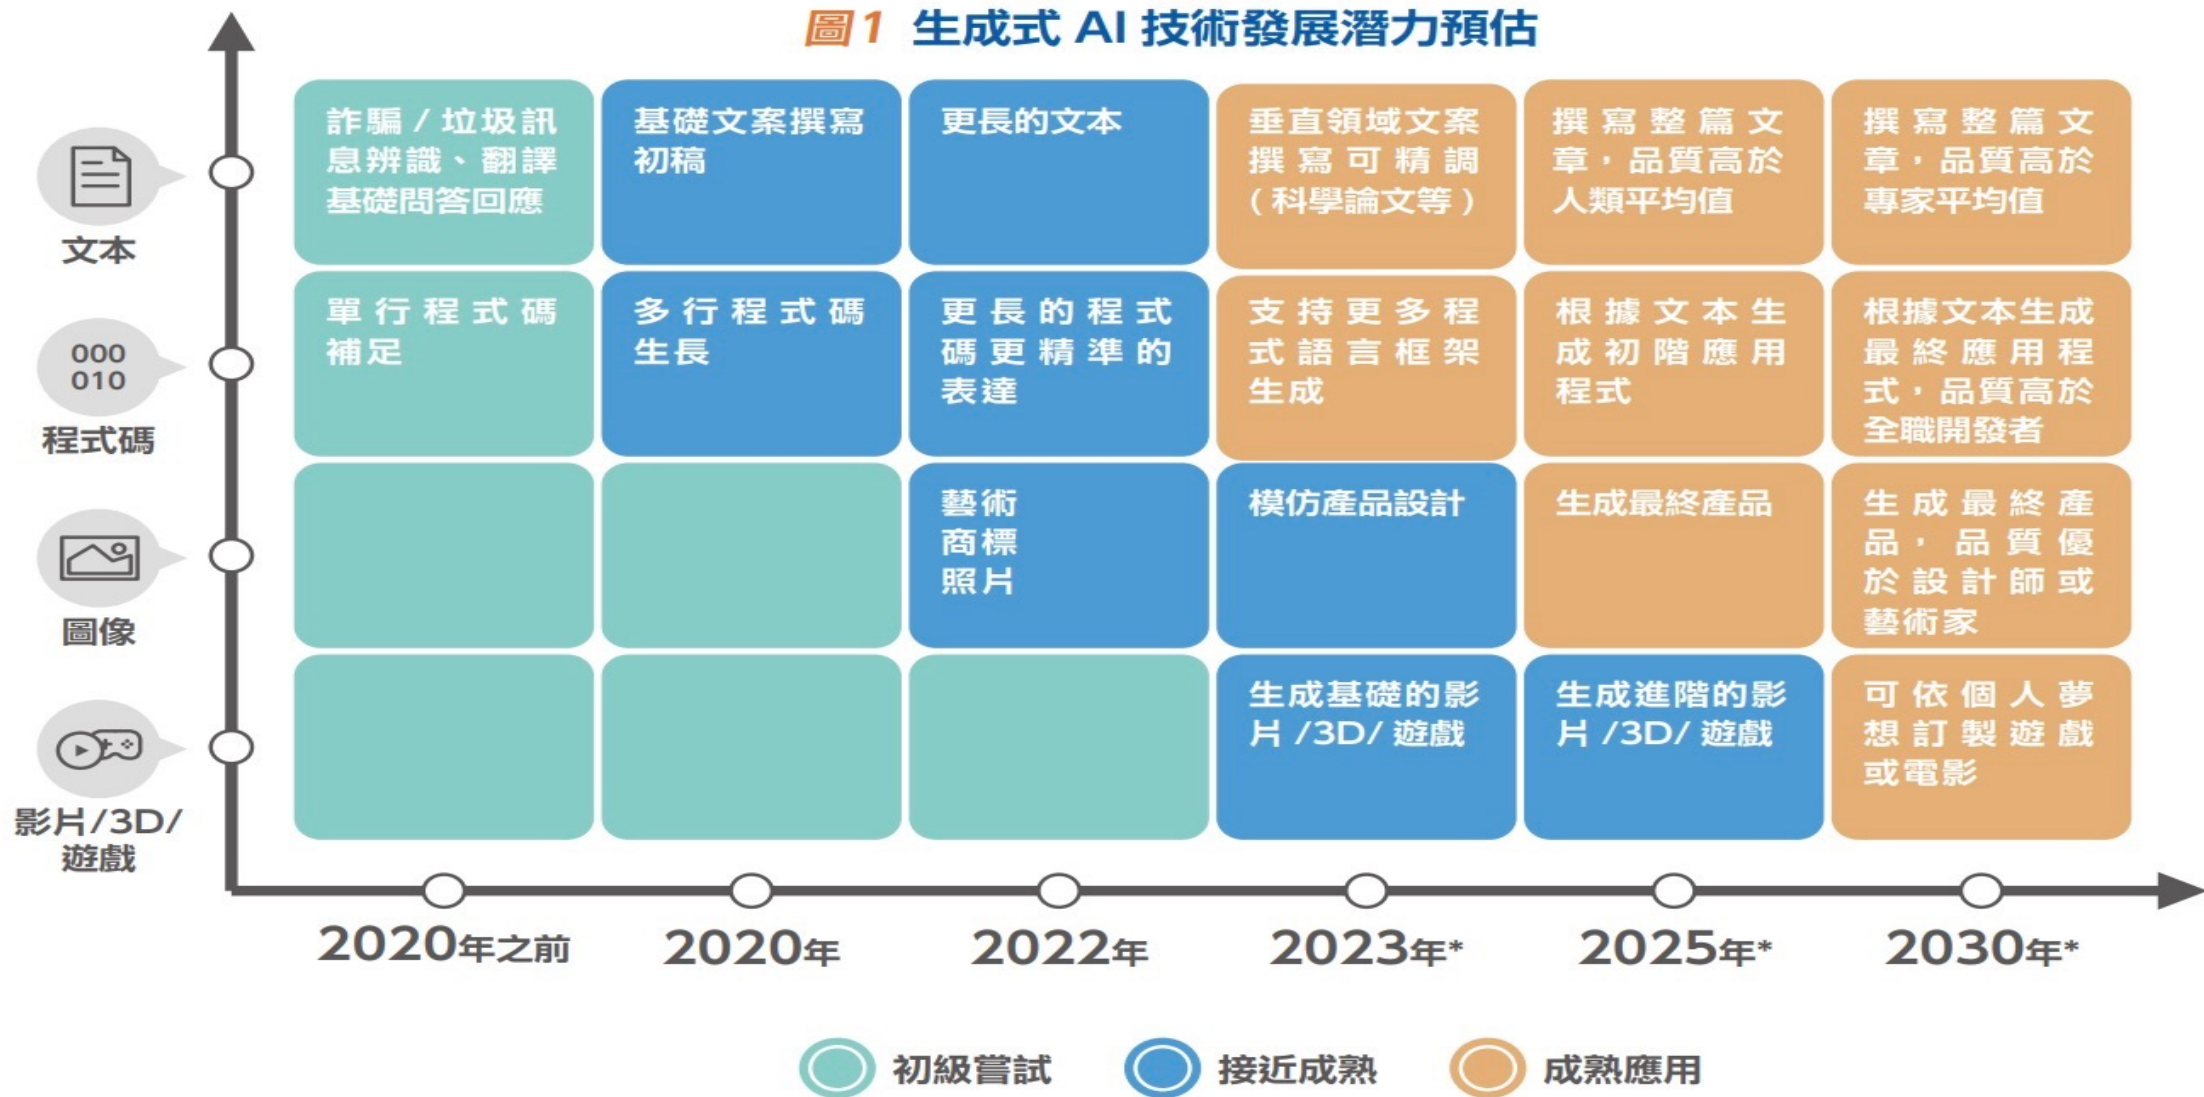 圖1 生成式 AI 技術發展潛力預估
文本
詐騙 / 垃圾訊
息辨識、翻譯
基礎問答回應
基礎文案撰寫
初稿
更長的文本
垂直領域文案
撰寫可精調
(科學論文等)
撰寫整篇文
章，品質高於
人類平均值
撰寫整篇文
章，品質高於
專家平均值
000
010
程式碼
單行程式碼
補足
多行程式碼
生長
更長的程式
碼更精準的
表達
支持更多程
式語言框架
生成
根據文本生
成初階應用
程式
根據文本生成
最終應用程
式，品質高於
全職開發者
圖像
藝術
商標
照片
模仿產品設計
生成最終產品
生成最終產
品，品質優
於設計師或
藝術家
影片/3D/
遊戲
生成基礎的影
片 /3D/ 遊戲
生成進階的影
片 /3D/ 遊戲
可依個人夢
想訂製遊戲
或電影
2020年之前
2020年
2022年
2023年*
2025年*
2030年*
初級嘗試
接近成熟
成熟應用